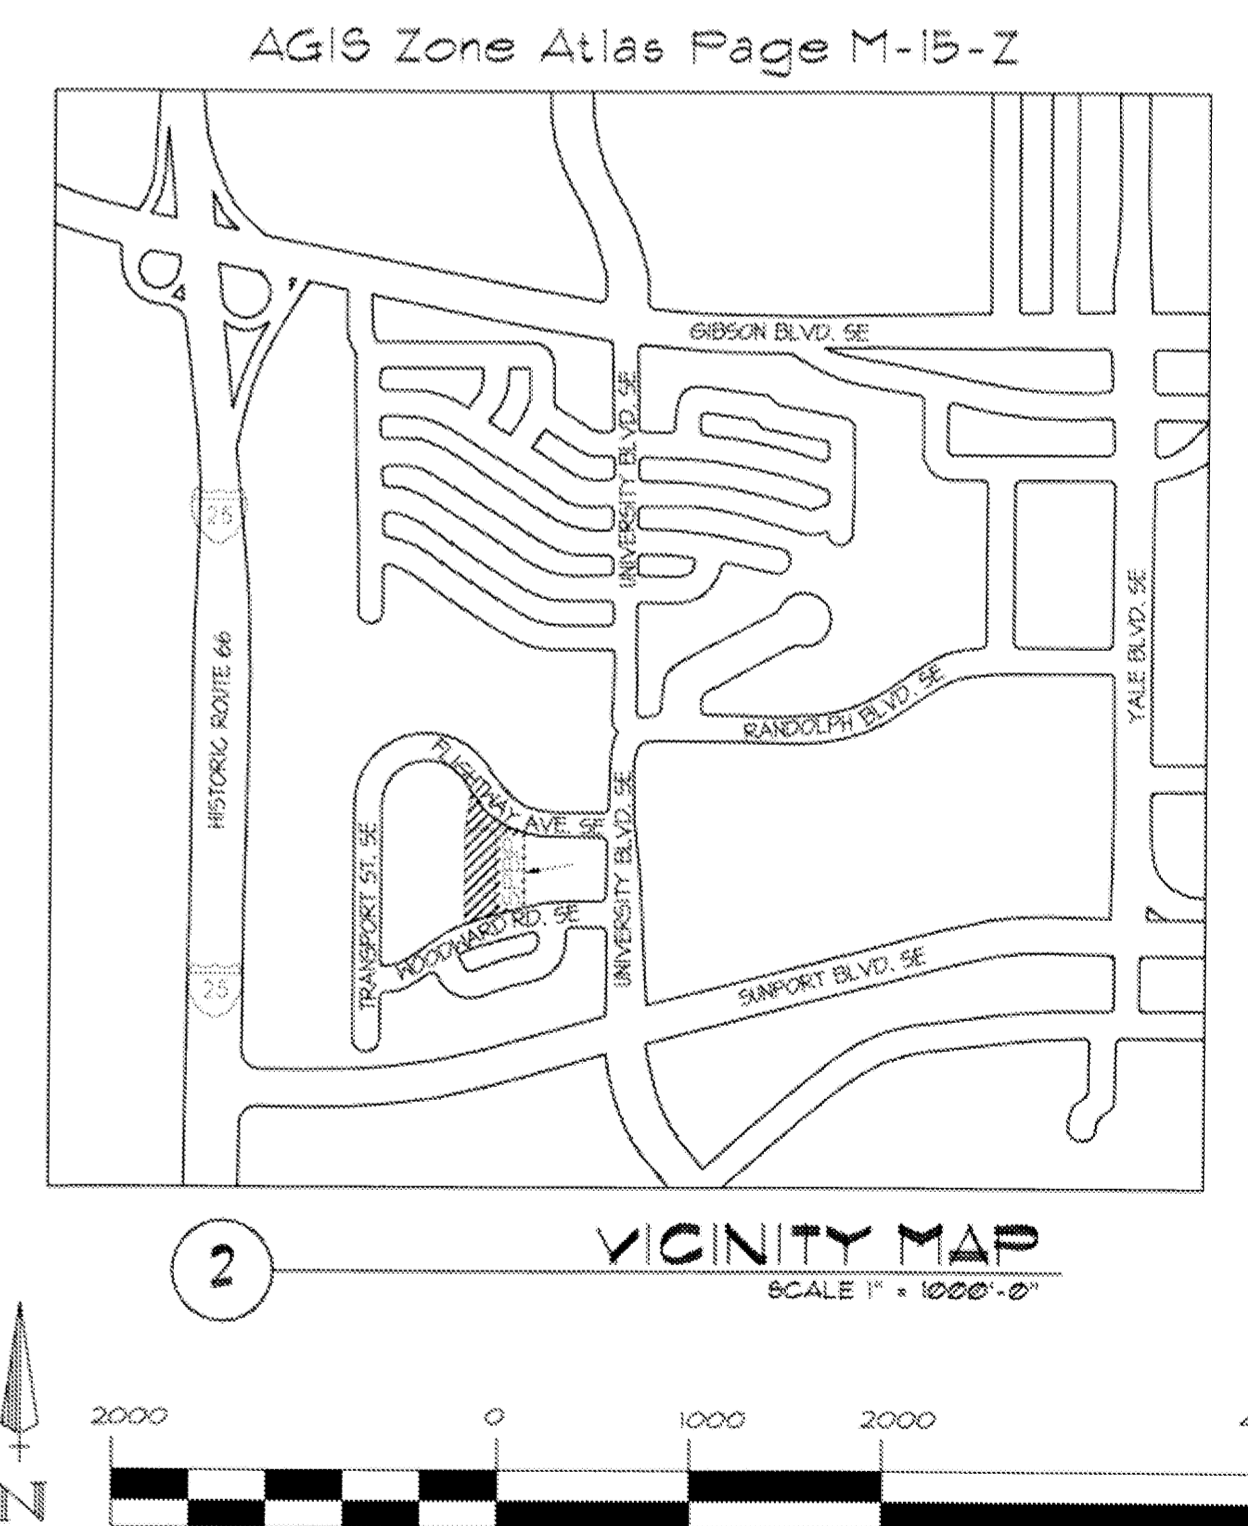 AGIS Zone Atlas Page M-15-Z
GIBSON BLVD. SE
UNIVERSITY BLVD. SE
25
YALE BLVD. SE
HISTORIC ROUTE 66
RANDOLPH BLVD. SE
FLIGHTWAY AVE. SE
UNIVERSITY BLVD. SE
TRANSPORT ST. SE
WOODWARD RD. SE
SUNPORT BLVD. SE
25
2
VICINITY MAP
SCALE 1" = 1000'-0"
N
2000 0 1000 2000